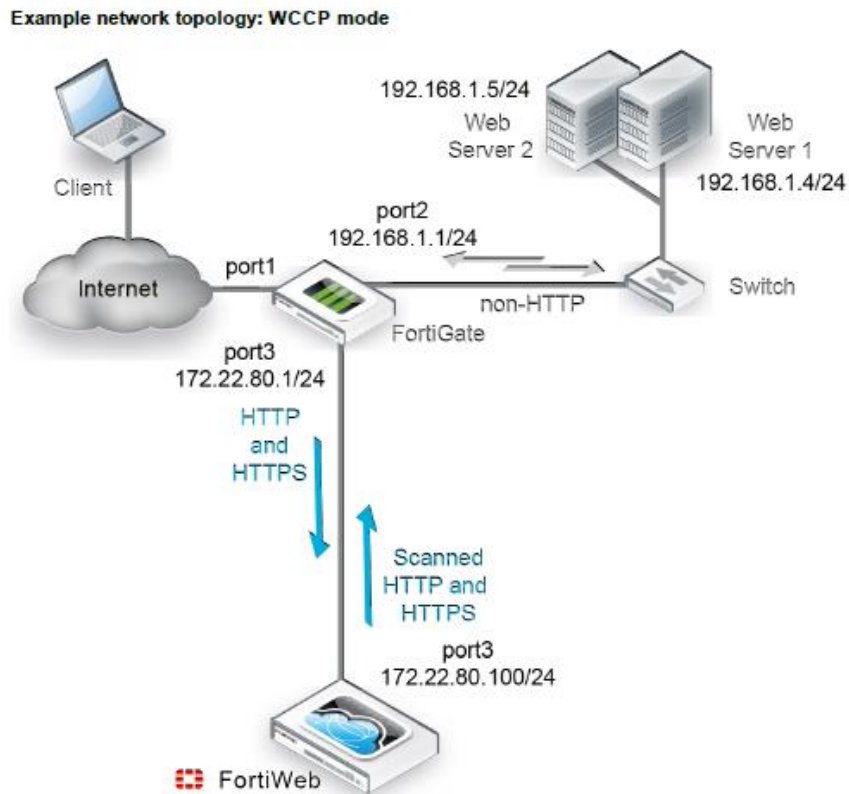 Example network topology: WCCP mode
192.168.1.5/24
Web
Server 2
Web
Server 1
192.168.1.4/24
Client
port2
192.168.1.1/24
Internet
port1
non-HTTP
Switch
FortiGate
port3
172.22.80.1/24
HTTP
and
HTTPS
Scanned
HTTP and
HTTPS
port3
172.22.80.100/24
FortiWeb